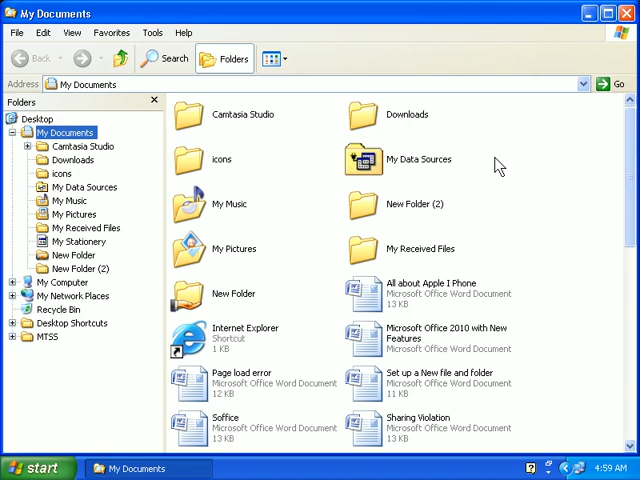 My Documents
File Edit View Favorites Tools Help
Back Search Folders
Address My Documents Go
Folders
Desktop
My Documents
Camtasia Studio
Downloads
icons
My Data Sources
My Music
My Pictures
My Received Files
My Stationery
New Folder
New Folder (2)
My Computer
My Network Places
Recycle Bin
Desktop Shortcuts
MTSS
Camtasia Studio
Downloads
icons
My Data Sources
My Music
New Folder (2)
My Pictures
My Received Files
New Folder
All about Apple I Phone
Microsoft Office Word Document
13 KB
Internet Explorer
Shortcut
1 KB
Microsoft Office 2010 with New
Features
Microsoft Office Word Document
Page load error
Microsoft Office Word Document
12 KB
Set up a New file and folder
Microsoft Office Word Document
11 KB
Soffice
Microsoft Office Word Document
13 KB
Sharing Violation
Microsoft Office Word Document
13 KB
start My Documents 4:59 AM